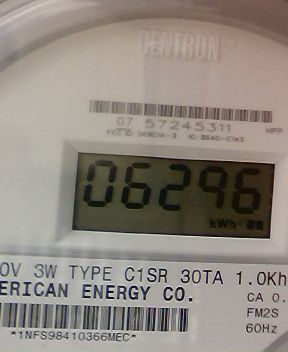 CENTRON®
07 57245311
HPP
06296
kWh
0V 3W TYPE C1SR 30TA 1.0Kh
ERICAN ENERGY CO.
CA 0.
FM2S
60Hz
*1NFS98410366MEC*